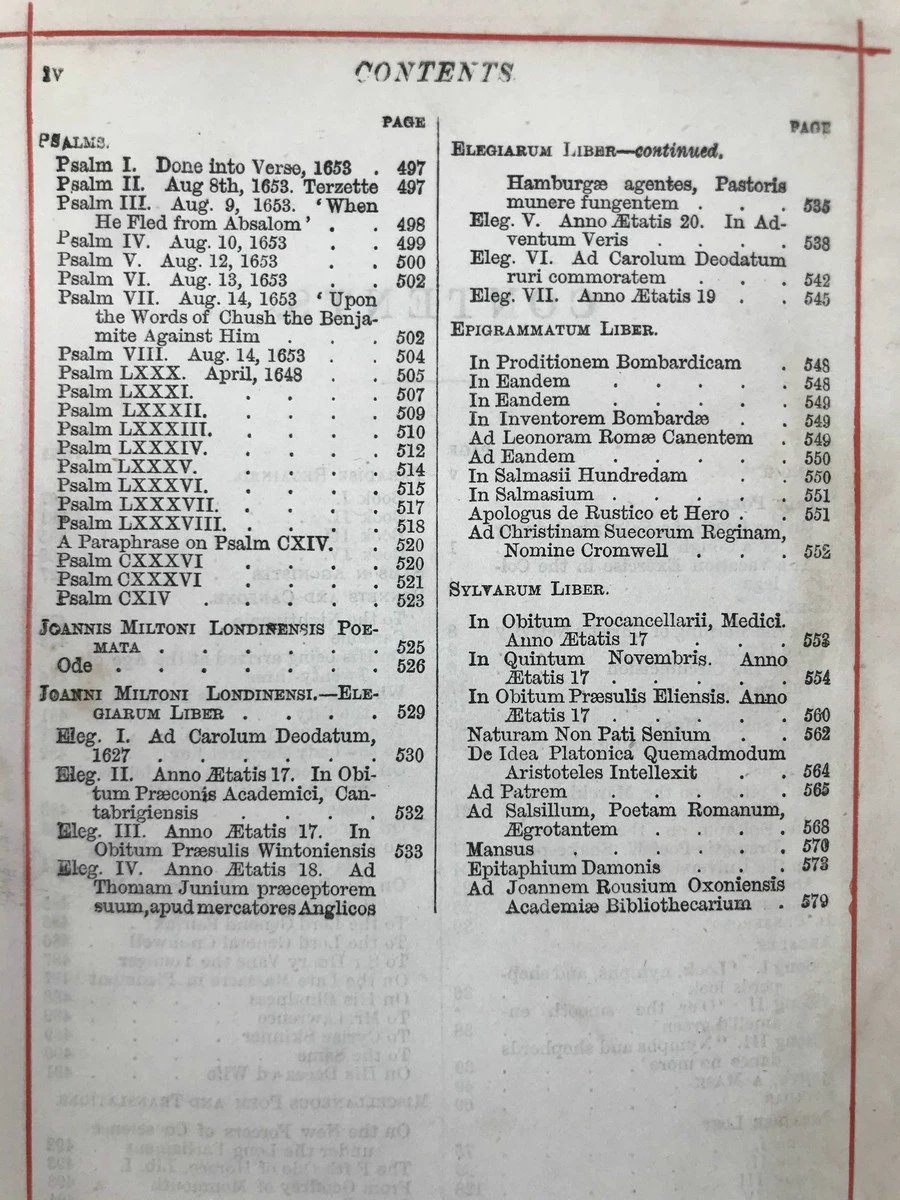 iv
CONTENTS
PAGE
PSALMS.
Psalm I. Done into Verse, 1653 . 497
Psalm II. Aug 8th, 1653. Terzette 497
Psalm III. Aug. 9, 1653. ‘When
He Fled from Absalom’ . . 498
Psalm IV. Aug. 10, 1653 . . 499
Psalm V. Aug. 12, 1653 . . 500
Psalm VI. Aug. 13, 1653 . . 502
Psalm VII. Aug. 14, 1653 ‘Upon
the Words of Chush the Benja-
mite Against Him . . . 502
Psalm VIII. Aug. 14, 1653 . . 504
Psalm LXXX. April, 1648 . . 505
Psalm LXXXI. . . . . 507
Psalm LXXXII. . . . . 509
Psalm LXXXIII. . . . . 510
Psalm LXXXIV. . . . . 512
Psalm LXXXV. . . . . 514
Psalm LXXXVI. . . . . 515
Psalm LXXXVII. . . . . 517
Psalm LXXXVIII. . . . . 518
A Paraphrase on Psalm CXIV. . 520
Psalm CXXXVI . . . . 520
Psalm CXXXVI . . . . 521
Psalm CXIV . . . . . 523
JOANNIS MILTONI LONDINENSIS POE-
MATA . . . . . . 525
Ode . . . . . . . 526
JOANNI MILTONI LONDINENSI.—ELE-
GIARUM LIBER . . . . 529
Eleg. I. Ad Carolum Deodatum,
1627 . . . . . . 530
Eleg. II. Anno Ætatis 17. In Obi-
tum Præconis Academici, Can-
tabrigiensis . . . . 532
Eleg. III. Anno Ætatis 17. In
Obitum Præsulis Wintoniensis 533
Eleg. IV. Anno Ætatis 18. Ad
Thomam Junium præceptorem
suum, apud mercatores Anglicos
PAGE
ELEGIARUM LIBER—continued.
Hamburgæ agentes, Pastoris
munere fungentem . . . 535
Eleg. V. Anno Ætatis 20. In Ad-
ventum Veris . . . . 538
Eleg. VI. Ad Carolum Deodatum
ruri commoratem . . . 542
Eleg. VII. Anno Ætatis 19 . . 545
EPIGRAMMATUM LIBER.
In Proditionem Bombardicam . 548
In Eandem . . . . . 548
In Eandem . . . . . 549
In Inventorem Bombardæ . . 549
Ad Leonoram Romæ Canentem . 549
Ad Eandem . . . . . 550
In Salmasii Hundredam . . 550
In Salmasium . . . . . 551
Apologus de Rustico et Hero . . 551
Ad Christinam Suecorum Reginam,
Nomine Cromwell . . . 552
SYLVARUM LIBER.
In Obitum Procancellarii, Medici.
Anno Ætatis 17 . . . 553
In Quintum Novembris. Anno
Ætatis 17 . . . . . 554
In Obitum Præsulis Eliensis. Anno
Ætatis 17 . . . . . 560
Naturam Non Pati Senium . . 562
De Idea Platonica Quemadmodum
Aristoteles Intellexit . . 564
Ad Patrem . . . . . 565
Ad Salsillum, Poetam Romanum,
Ægrotantem . . . . 568
Mansus . . . . . . 570
Epitaphium Damonis . . . 573
Ad Joannem Rousium Oxoniensis
Academiæ Bibliothecarium . 579